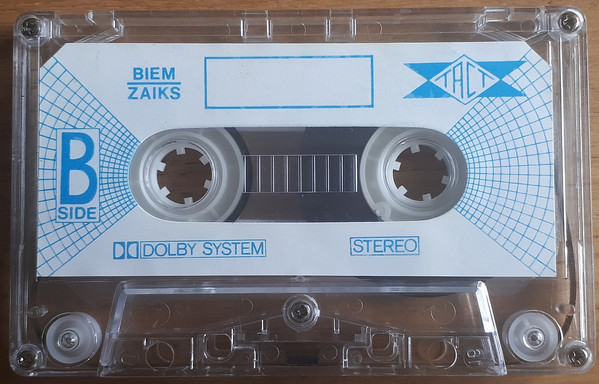 BIEM
ZAIKS
TACT
B
SIDE
DOLBY SYSTEM
STEREO